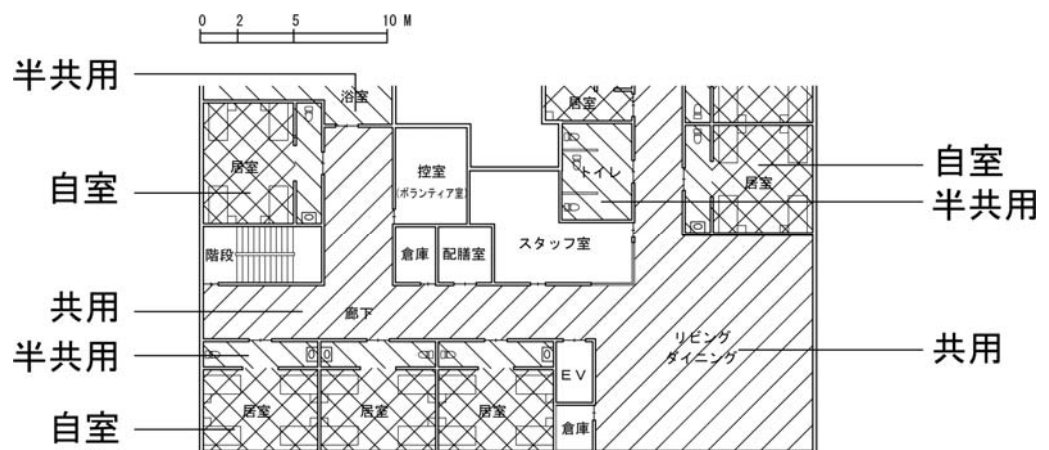 0 2 5 10 M
半共用
浴室
居室
居室
控室
(ボランティア室)
トイレ
自室
居室
自室
半共用
階段
倉庫
配膳室
スタッフ室
共用
廊下
リビング
ダイニング
共用
半共用
EV
居室
居室
居室
自室
倉庫